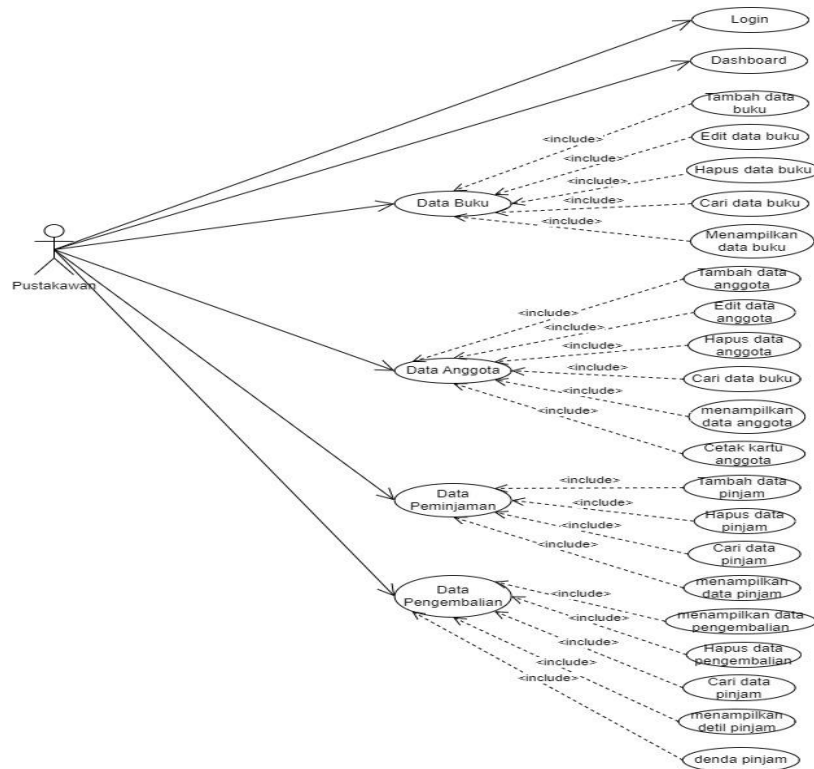 Login
Dashboard
Tambah data
buku
<include>
Edit data buku
<include>
Hapus data buku
<include>
Data Buku
<include>
Cari data buku
<include>
Menampilkan
data buku
Pustakawan
Tambah data
anggota
<include>
Edit data
anggota
<include>
Hapus data
anggota
<include>
Data Anggota
<include>
Cari data buku
<include>
menampilkan
data anggota
<include>
Cetak kartu
anggota
<include>
Tambah data
pinjam
Data
Peminjaman
<include>
Hapus data
pinjam
<include>
Cari data
pinjam
<include>
menampilkan
data pinjam
Data
Pengembalian
<include>
menampilkan data
pengembalian
<include>
Hapus data
pengembalian
<include>
Cari data
pinjam
<include>
menampilkan
detil pinjam
<include>
denda pinjam